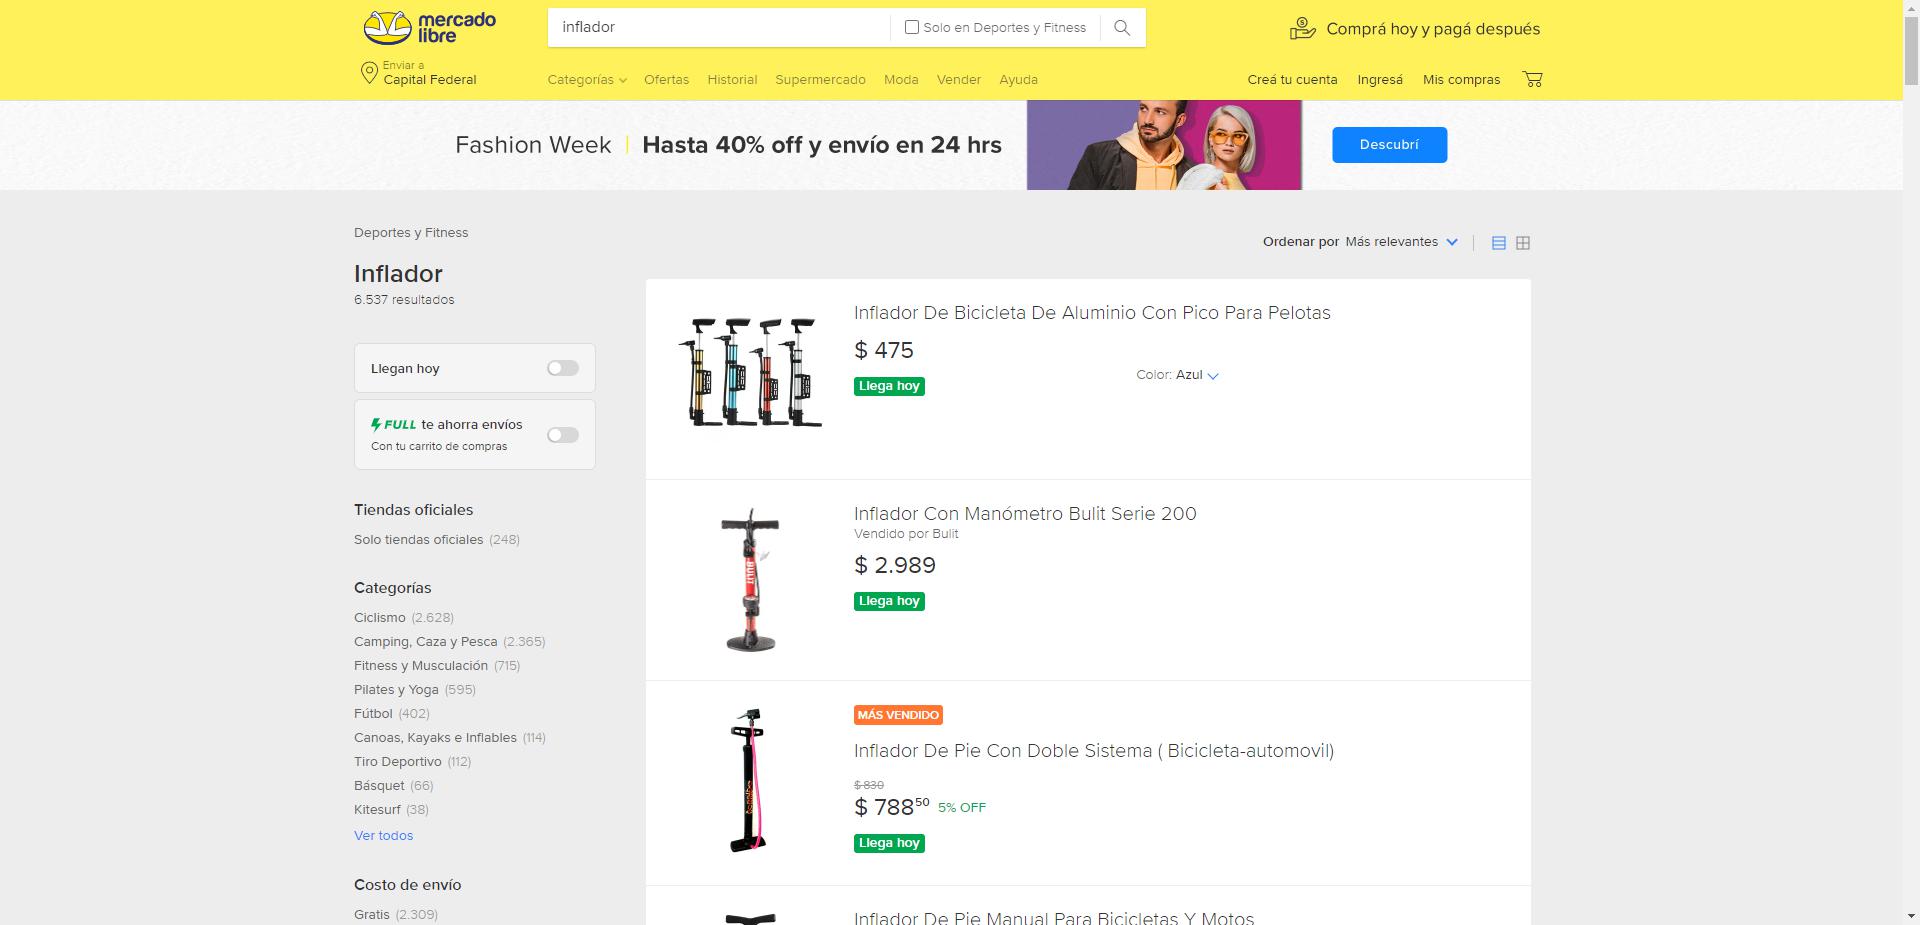 mercado
libre
inflador
Solo en Deportes y Fitness
Comprá hoy y pagá después
Enviar a
Capital Federal
Categorías
Ofertas
Historial
Supermercado
Moda
Vender
Ayuda
Creá tu cuenta
Ingresá
Mis compras
Fashion Week | Hasta 40% off y envío en 24 hrs
Descubrí
Deportes y Fitness
Inflador
6.537 resultados
Ordenar por Más relevantes
Llegan hoy
FULL te ahorra envíos
Con tu carrito de compras
Tiendas oficiales
Solo tiendas oficiales (248)
Categorías
Ciclismo (2.628)
Camping, Caza y Pesca (2.365)
Fitness y Musculación (715)
Pilates y Yoga (595)
Fútbol (402)
Canoas, Kayaks e Inflables (114)
Tiro Deportivo (112)
Básquet (66)
Kitesurf (38)
Ver todos
Costo de envío
Gratis (2.309)
Inflador De Bicicleta De Aluminio Con Pico Para Pelotas
$ 475
Llega hoy
Color: Azul
Inflador Con Manómetro Bulit Serie 200
Vendido por Bulit
$ 2.989
Llega hoy
BULIT
MÁS VENDIDO
Inflador De Pie Con Doble Sistema ( Bicicleta-automovil)
$ 830
$ 788 50 5% OFF
Llega hoy
Inflador De Pie Manual Para Bicicletas Y Motos